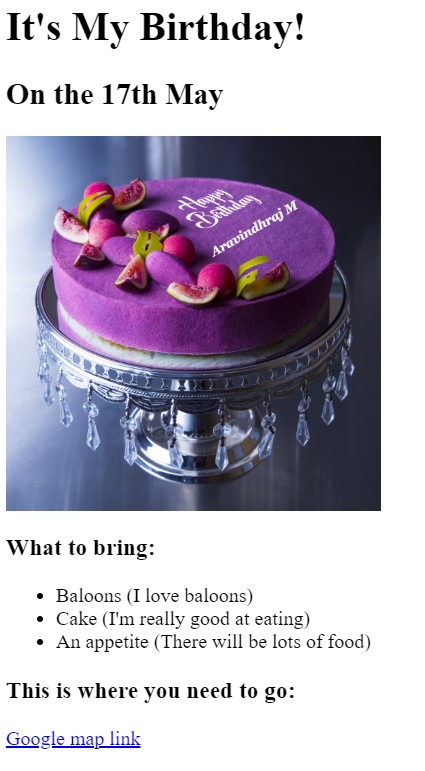 It's My Birthday!
On the 17th May
Happy
Birthday
Aravindhraj M
What to bring:
Baloons (I love baloons)
Cake (I'm really good at eating)
An appetite (There will be lots of food)
This is where you need to go:
Google map link